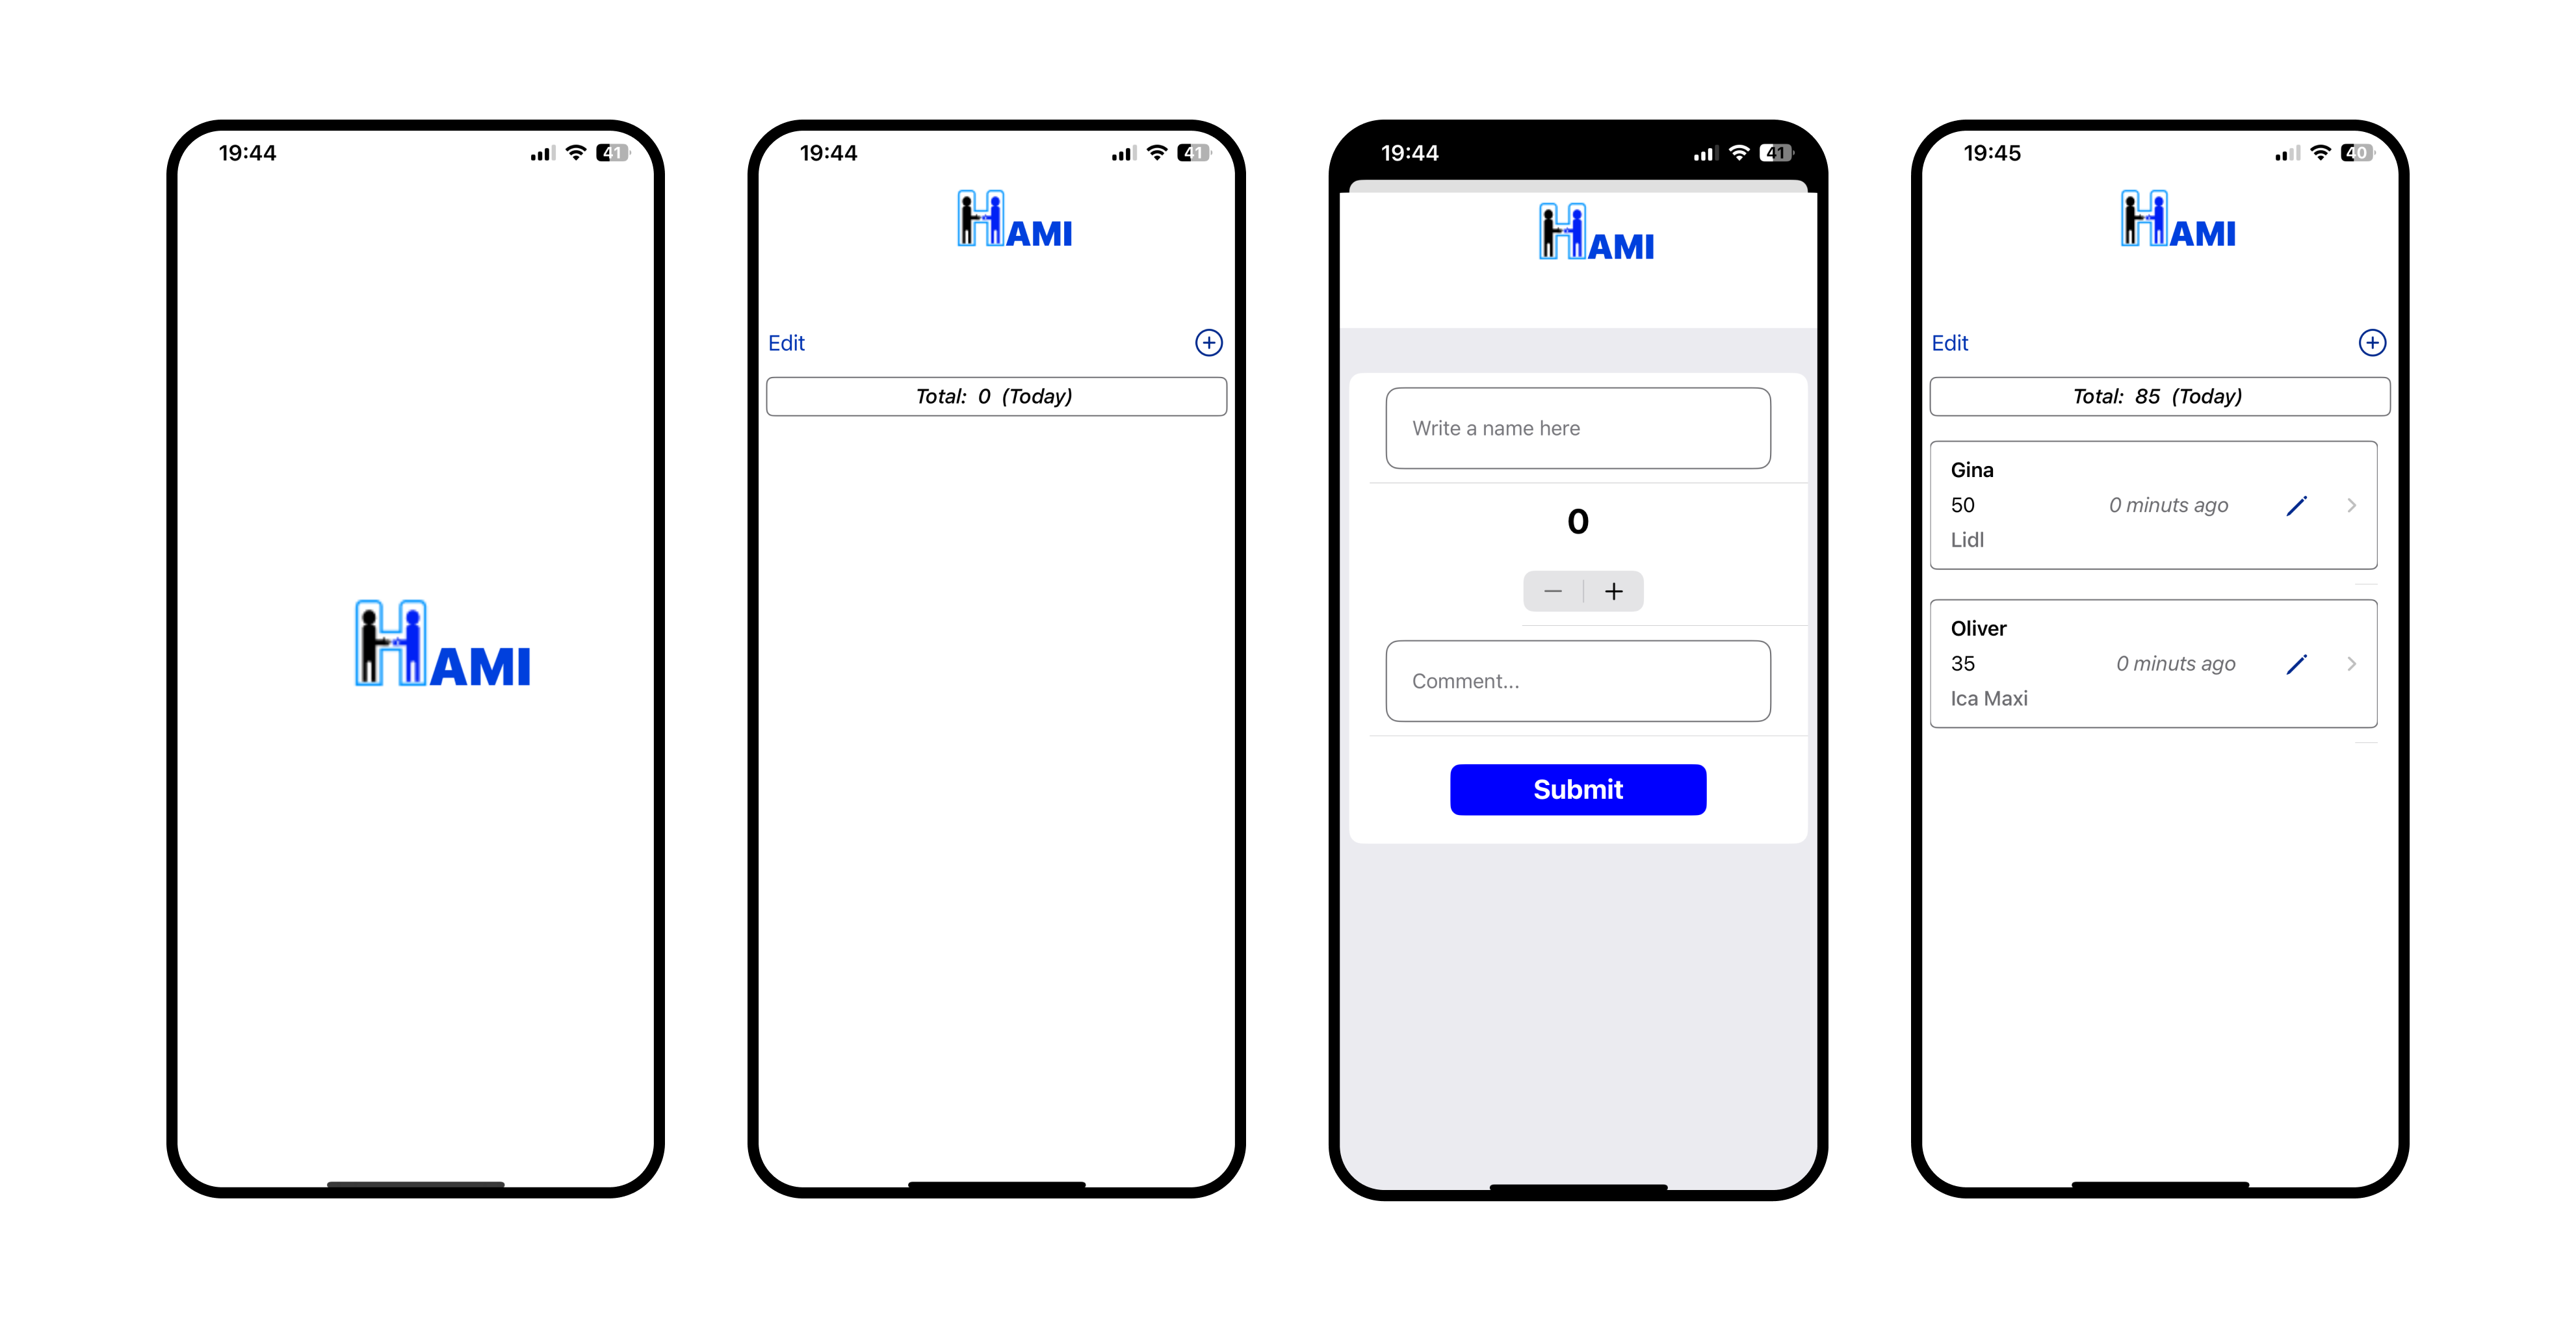 19:44
41
HAMI
19:44
41
HAMI
Edit
Total: 0 (Today)
19:44
41
HAMI
Write a name here
0
Comment...
Submit
19:45
40
HAMI
Edit
Total: 85 (Today)
Gina
50 0 minuts ago
Lidl
Oliver
35 0 minuts ago
Ica Maxi